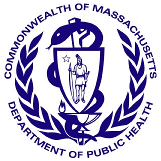 COMMONWEALTH OF MASSACHUSETTS
DEPARTMENT OF PUBLIC HEALTH